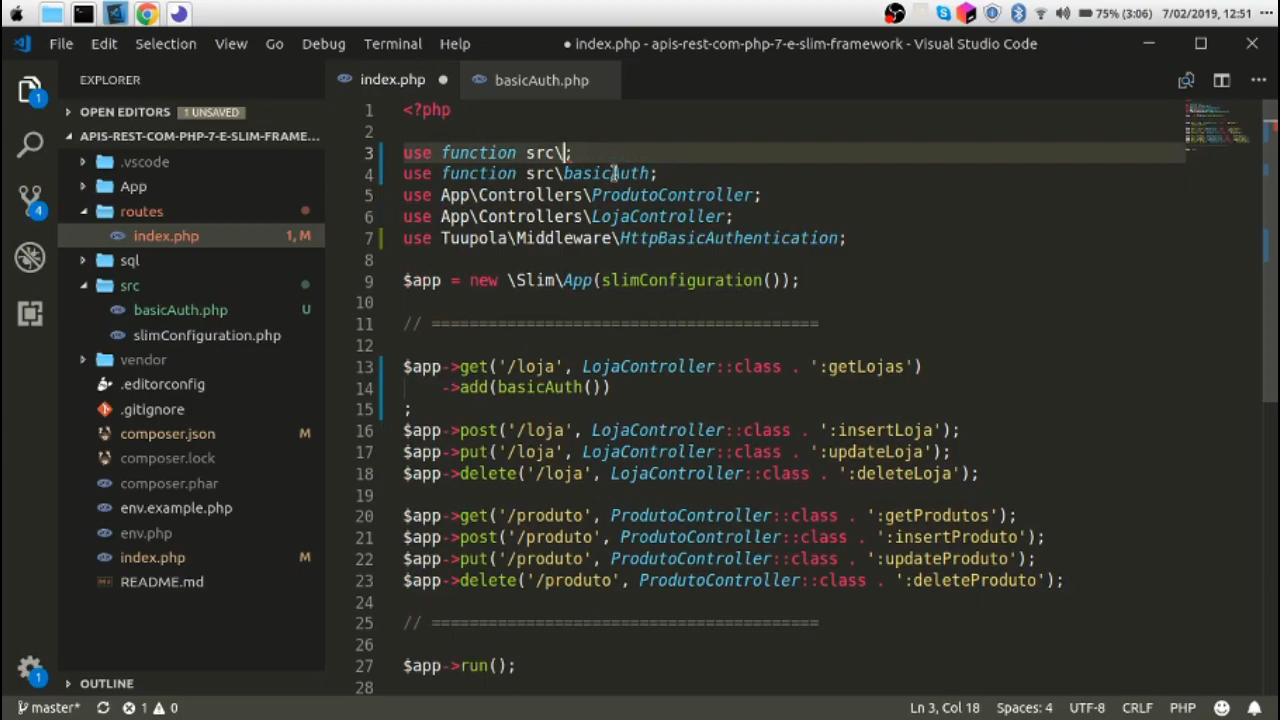 75% (3:06) 7/02/2019, 12:51
File Edit Selection View Go Debug Terminal Help ● index.php - apis-rest-com-php-7-e-slim-framework - Visual Studio Code
EXPLORER
index.php
basicAuth.php
OPEN EDITORS 1 UNSAVED
APIS-REST-COM-PHP-7-E-SLIM-FRAME...
.vscode
App
routes
index.php 1, M
sql
src
basicAuth.php U
slimConfiguration.php
vendor
.editorconfig
.gitignore
composer.json M
composer.lock
composer.phar
env.example.php
env.php
index.php M
README.md
OUTLINE
1
4
1
1 <?php
2
3 use function src\;
4 use function src\basicAuth;
5 use App\Controllers\ProdutoController;
6 use App\Controllers\LojaController;
7 use Tuupola\Middleware\HttpBasicAuthentication;
8
9 $app = new \Slim\App(slimConfiguration());
10
11 // =========================================
12
13 $app->get('/loja', LojaController::class . ':getLojas')
14 ->add(basicAuth())
15 ;
16 $app->post('/loja', LojaController::class . ':insertLoja');
17 $app->put('/loja', LojaController::class . ':updateLoja');
18 $app->delete('/loja', LojaController::class . ':deleteLoja');
19
20 $app->get('/produto', ProdutoController::class . ':getProdutos');
21 $app->post('/produto', ProdutoController::class . ':insertProduto');
22 $app->put('/produto', ProdutoController::class . ':updateProduto');
23 $app->delete('/produto', ProdutoController::class . ':deleteProduto');
24
25 // =========================================
26
27 $app->run();
28
master* 1 0 Ln 3, Col 18 Spaces: 4 UTF-8 CRLF PHP